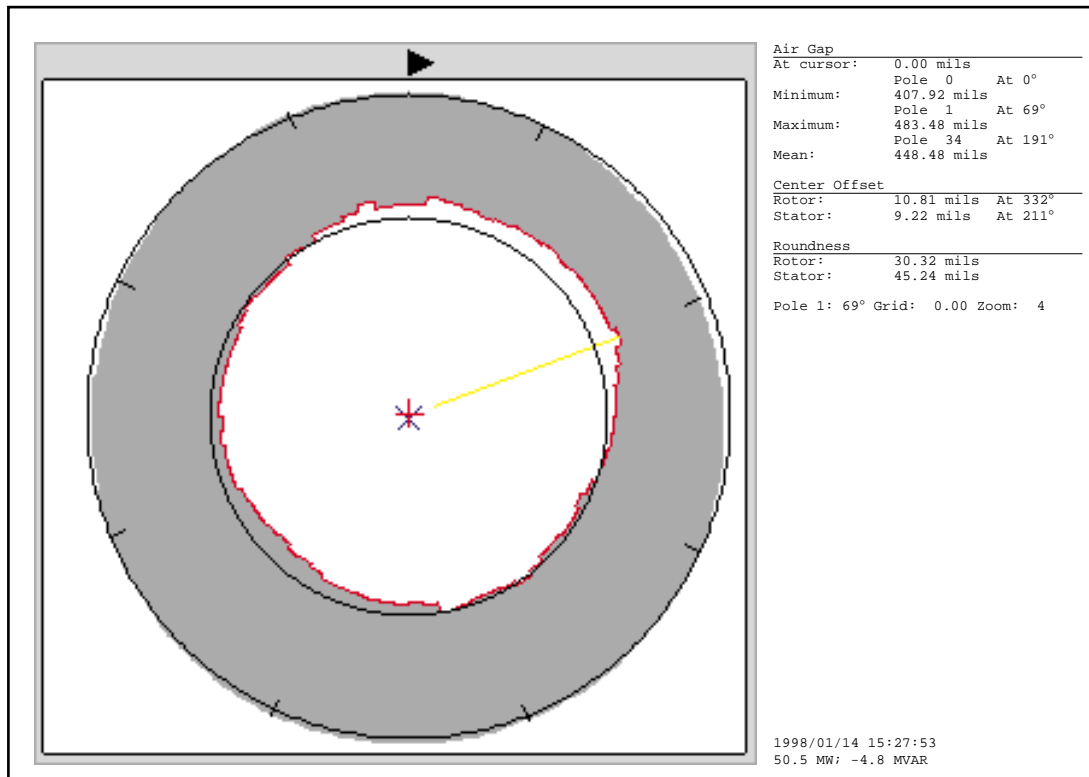 Air Gap
At cursor: 0.00 mils
Pole 0 At 0°
Minimum: 407.92 mils
Pole 1 At 69°
Maximum: 483.48 mils
Pole 34 At 191°
Mean: 448.48 mils
Center Offset
Rotor: 10.81 mils At 332°
Stator: 9.22 mils At 211°
Roundness
Rotor: 30.32 mils
Stator: 45.24 mils
Pole 1: 69° Grid: 0.00 Zoom: 4
1998/01/14 15:27:53
50.5 MW; -4.8 MVAR